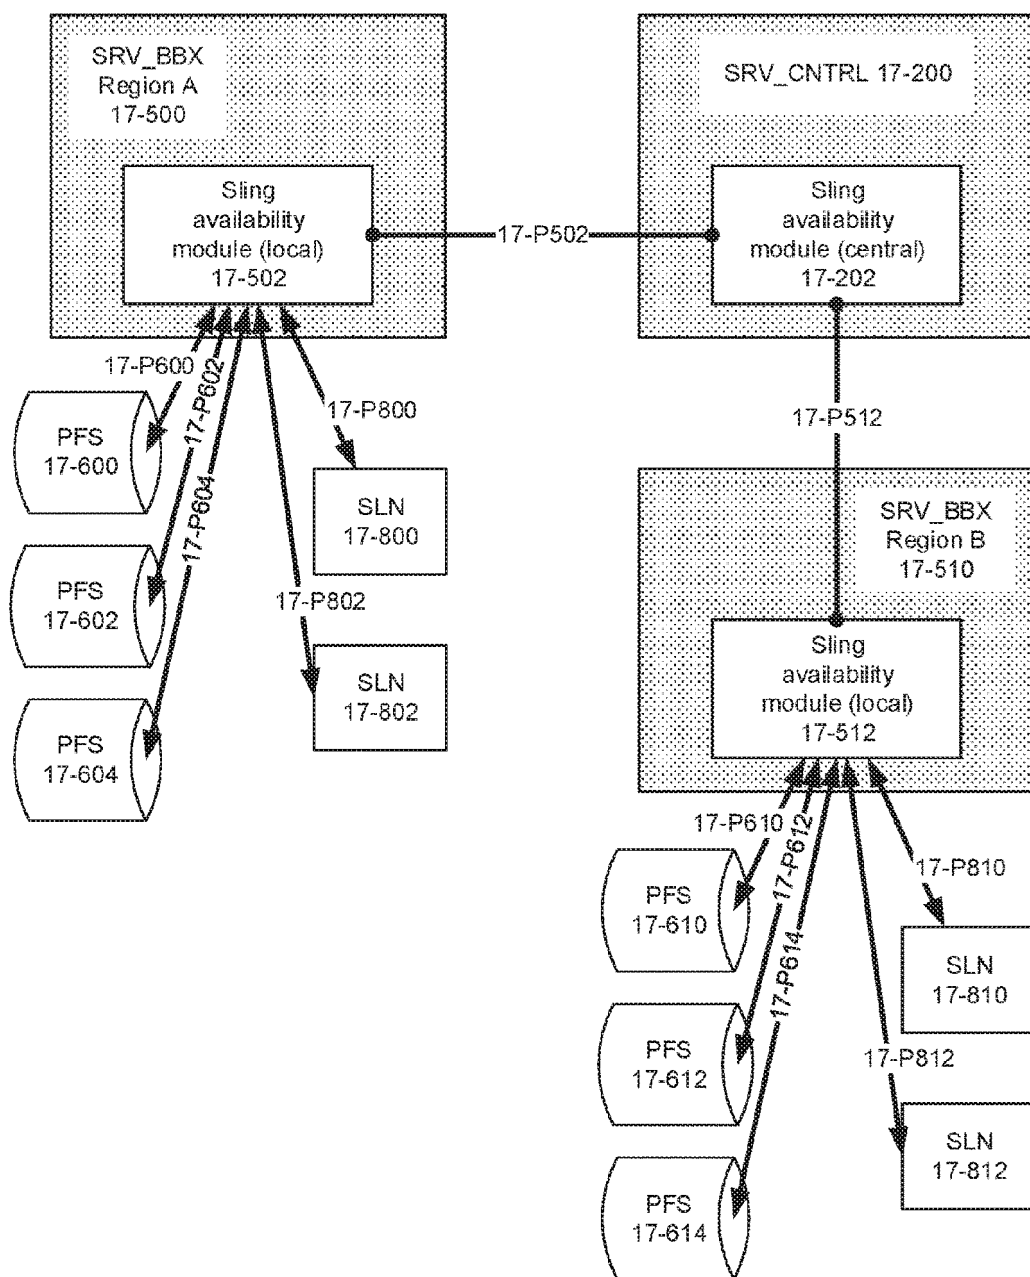 SRV_BBX
Region A
17-500
Sling
availability
module (local)
17-502
17-P502
SRV_CNTRL 17-200
Sling
availability
module (central)
17-202
17-P600
17-P602
17-P604
17-P800
17-P802
PFS
17-600
PFS
17-602
PFS
17-604
SLN
17-800
SLN
17-802
17-P512
SRV_BBX
Region B
17-510
Sling
availability
module (local)
17-512
17-P610
17-P612
17-P614
17-P810
17-P812
PFS
17-610
PFS
17-612
PFS
17-614
SLN
17-810
SLN
17-812